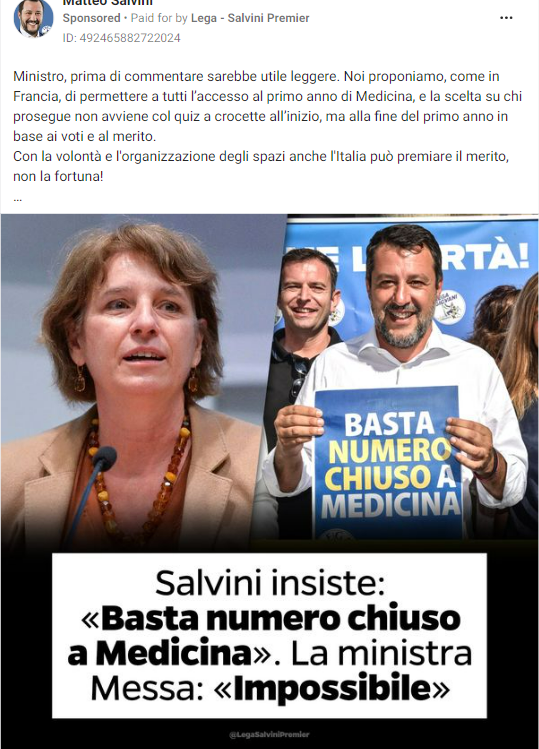 Matteo Salvini
Sponsored • Paid for by Lega - Salvini Premier
ID: 492465882722024
Ministro, prima di commentare sarebbe utile leggere. Noi proponiamo, come in
Francia, di permettere a tutti l'accesso al primo anno di Medicina, e la scelta su chi
prosegue non avviene col quiz a crocette all'inizio, ma alla fine del primo anno in
base ai voti e al merito.
Con la volontà e l'organizzazione degli spazi anche l'Italia può premiare il merito,
non la fortuna!
...
E L RTÀ!
BASTA
NUMERO
CHIUSO A
MEDICINA
Salvini insiste:
«Basta numero chiuso
a Medicina». La ministra
Messa: «Impossibile»
@LegaSalviniPremier